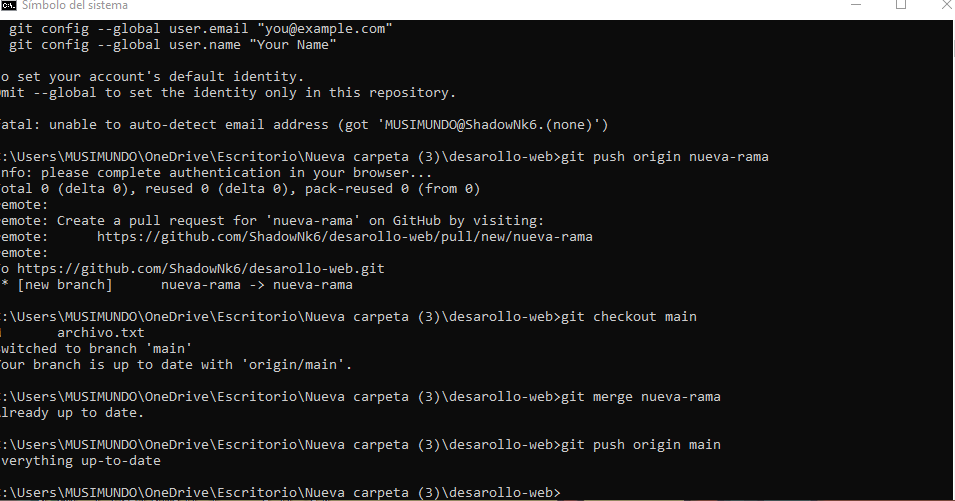 Símbolo del sistema
git config --global user.email "you@example.com"
git config --global user.name "Your Name"
o set your account's default identity.
mit --global to set the identity only in this repository.
atal: unable to auto-detect email address (got 'MUSIMUNDO@ShadowNk6.(none)')
:\Users\MUSIMUNDO\OneDrive\Escritorio\Nueva carpeta (3)\desarollo-web>git push origin nueva-rama
nfo: please complete authentication in your browser...
otal 0 (delta 0), reused 0 (delta 0), pack-reused 0 (from 0)
emote:
emote: Create a pull request for 'nueva-rama' on GitHub by visiting:
emote:      https://github.com/ShadowNk6/desarollo-web/pull/new/nueva-rama
emote:
o https://github.com/ShadowNk6/desarollo-web.git
* [new branch]      nueva-rama -> nueva-rama
:\Users\MUSIMUNDO\OneDrive\Escritorio\Nueva carpeta (3)\desarollo-web>git checkout main
archivo.txt
witched to branch 'main'
our branch is up to date with 'origin/main'.
:\Users\MUSIMUNDO\OneDrive\Escritorio\Nueva carpeta (3)\desarollo-web>git merge nueva-rama
lready up to date.
:\Users\MUSIMUNDO\OneDrive\Escritorio\Nueva carpeta (3)\desarollo-web>git push origin main
verything up-to-date
:\Users\MUSIMUNDO\OneDrive\Escritorio\Nueva carpeta (3)\desarollo-web>